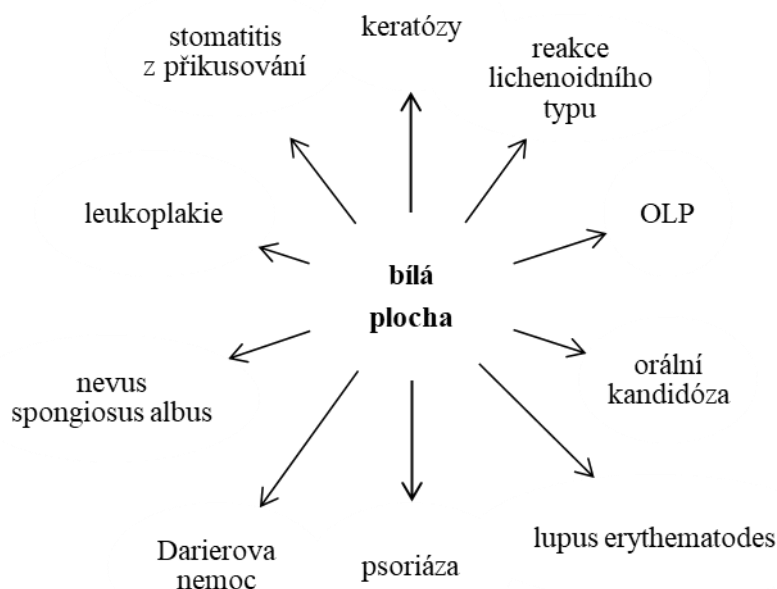 keratózy
stomatitis
z přikusování
reakce
lichenoidního
typu
leukoplakie
OLP
bílá
plocha
nevus
spongiosus albus
orální
kandidóza
Darierova
nemoc
psoriáza
lupus erythematodes